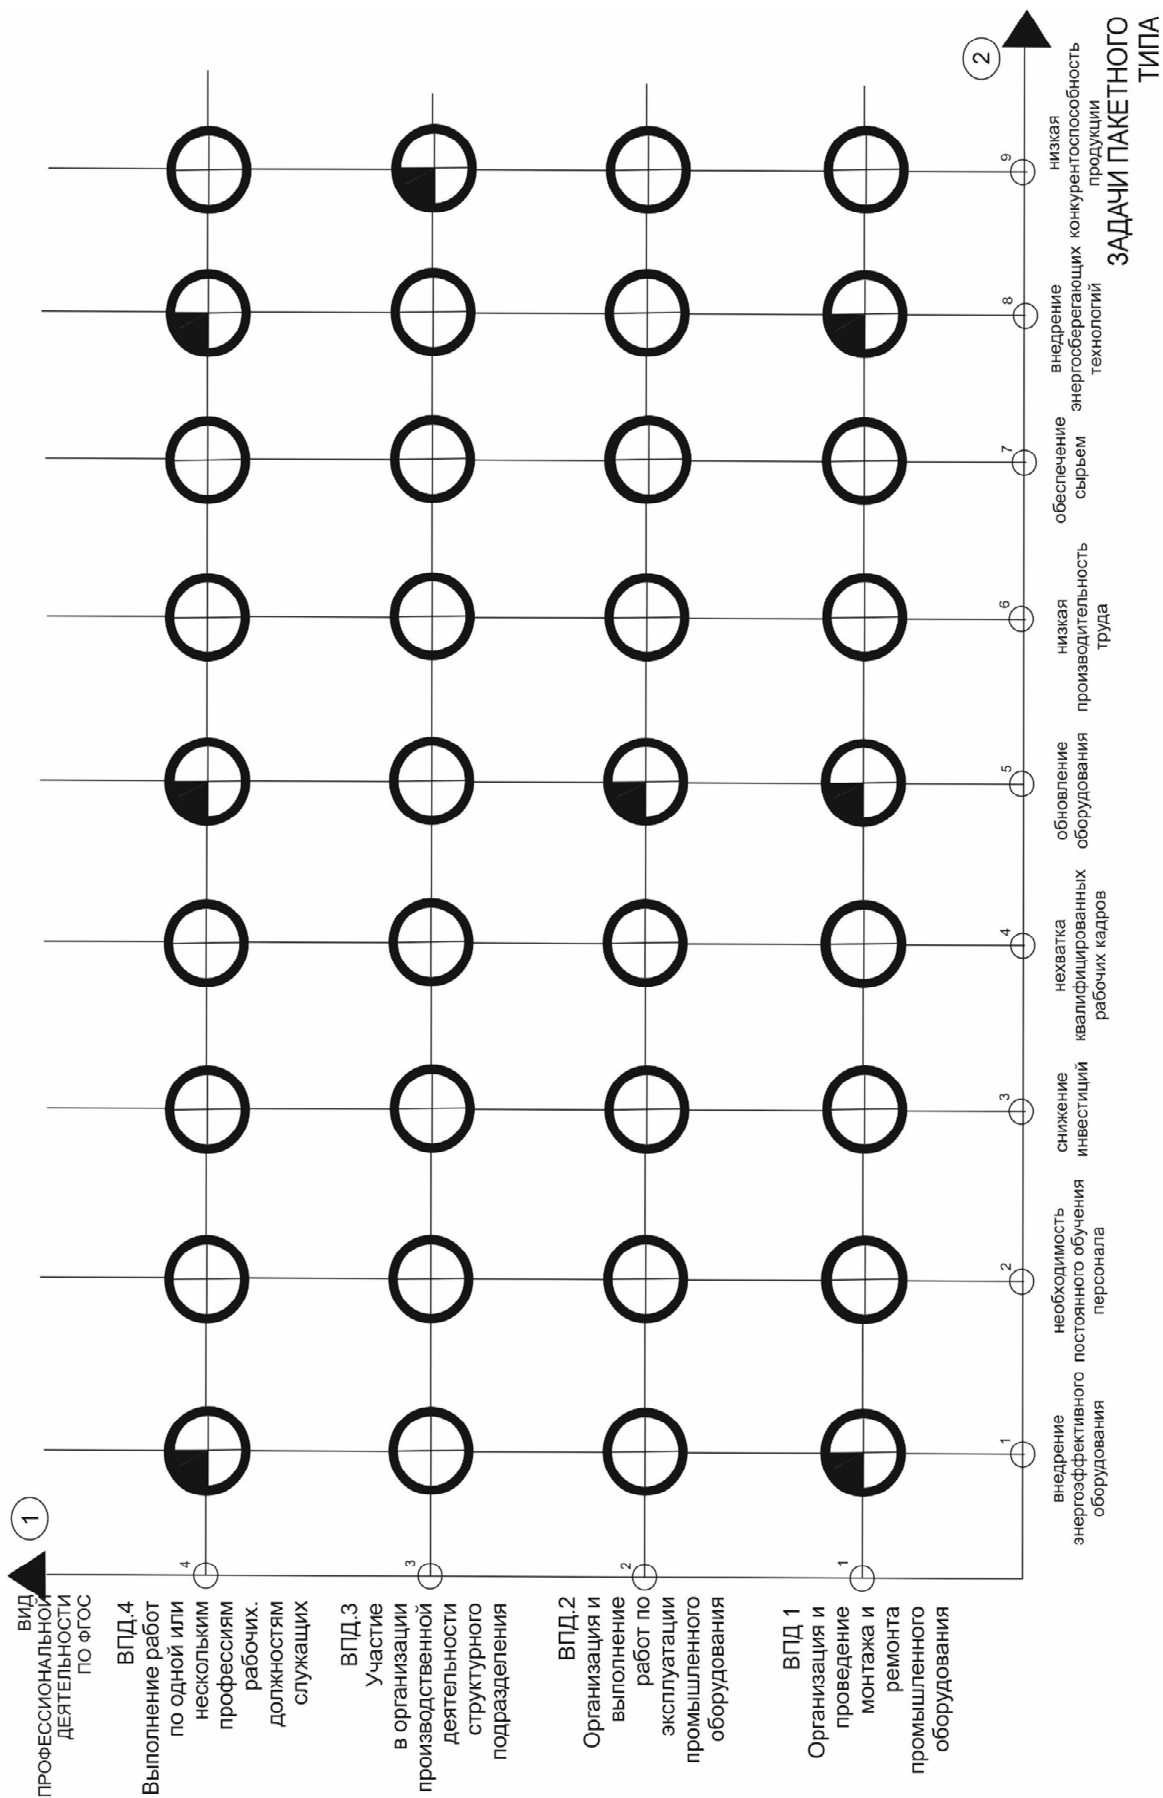 1
ВИД
ПРОФЕССИОНАЛЬНОЙ
ДЕЯТЕЛЬНОСТИ
ПО ФГОС
ВПД.4
Выполнение работ
по одной или
нескольким
профессиям
рабочих.
должностям
служащих
4
ВПД.3
Участие
в организации
производственной
деятельности
структурного
подразделения
3
ВПД.2
Организация и
выполнение
работ по
эксплуатации
промышленного
оборудования
2
ВПД 1
Организация и
проведение
монтажа и
ремонта
промышленного
оборудования
1
1
внедрение
энергоэффективного
оборудования
2
необходимость
постоянного обучения
персонала
3
снижение
инвестиций
4
нехватка
квалифицированных
рабочих кадров
5
обновление
оборудования
6
низкая
производительность
труда
7
обеспечение
сырьем
8
внедрение
энергосберегающих
технологий
9
низкая
конкурентоспособность
продукции
2
ЗАДАЧИ ПАКЕТНОГО
ТИПА